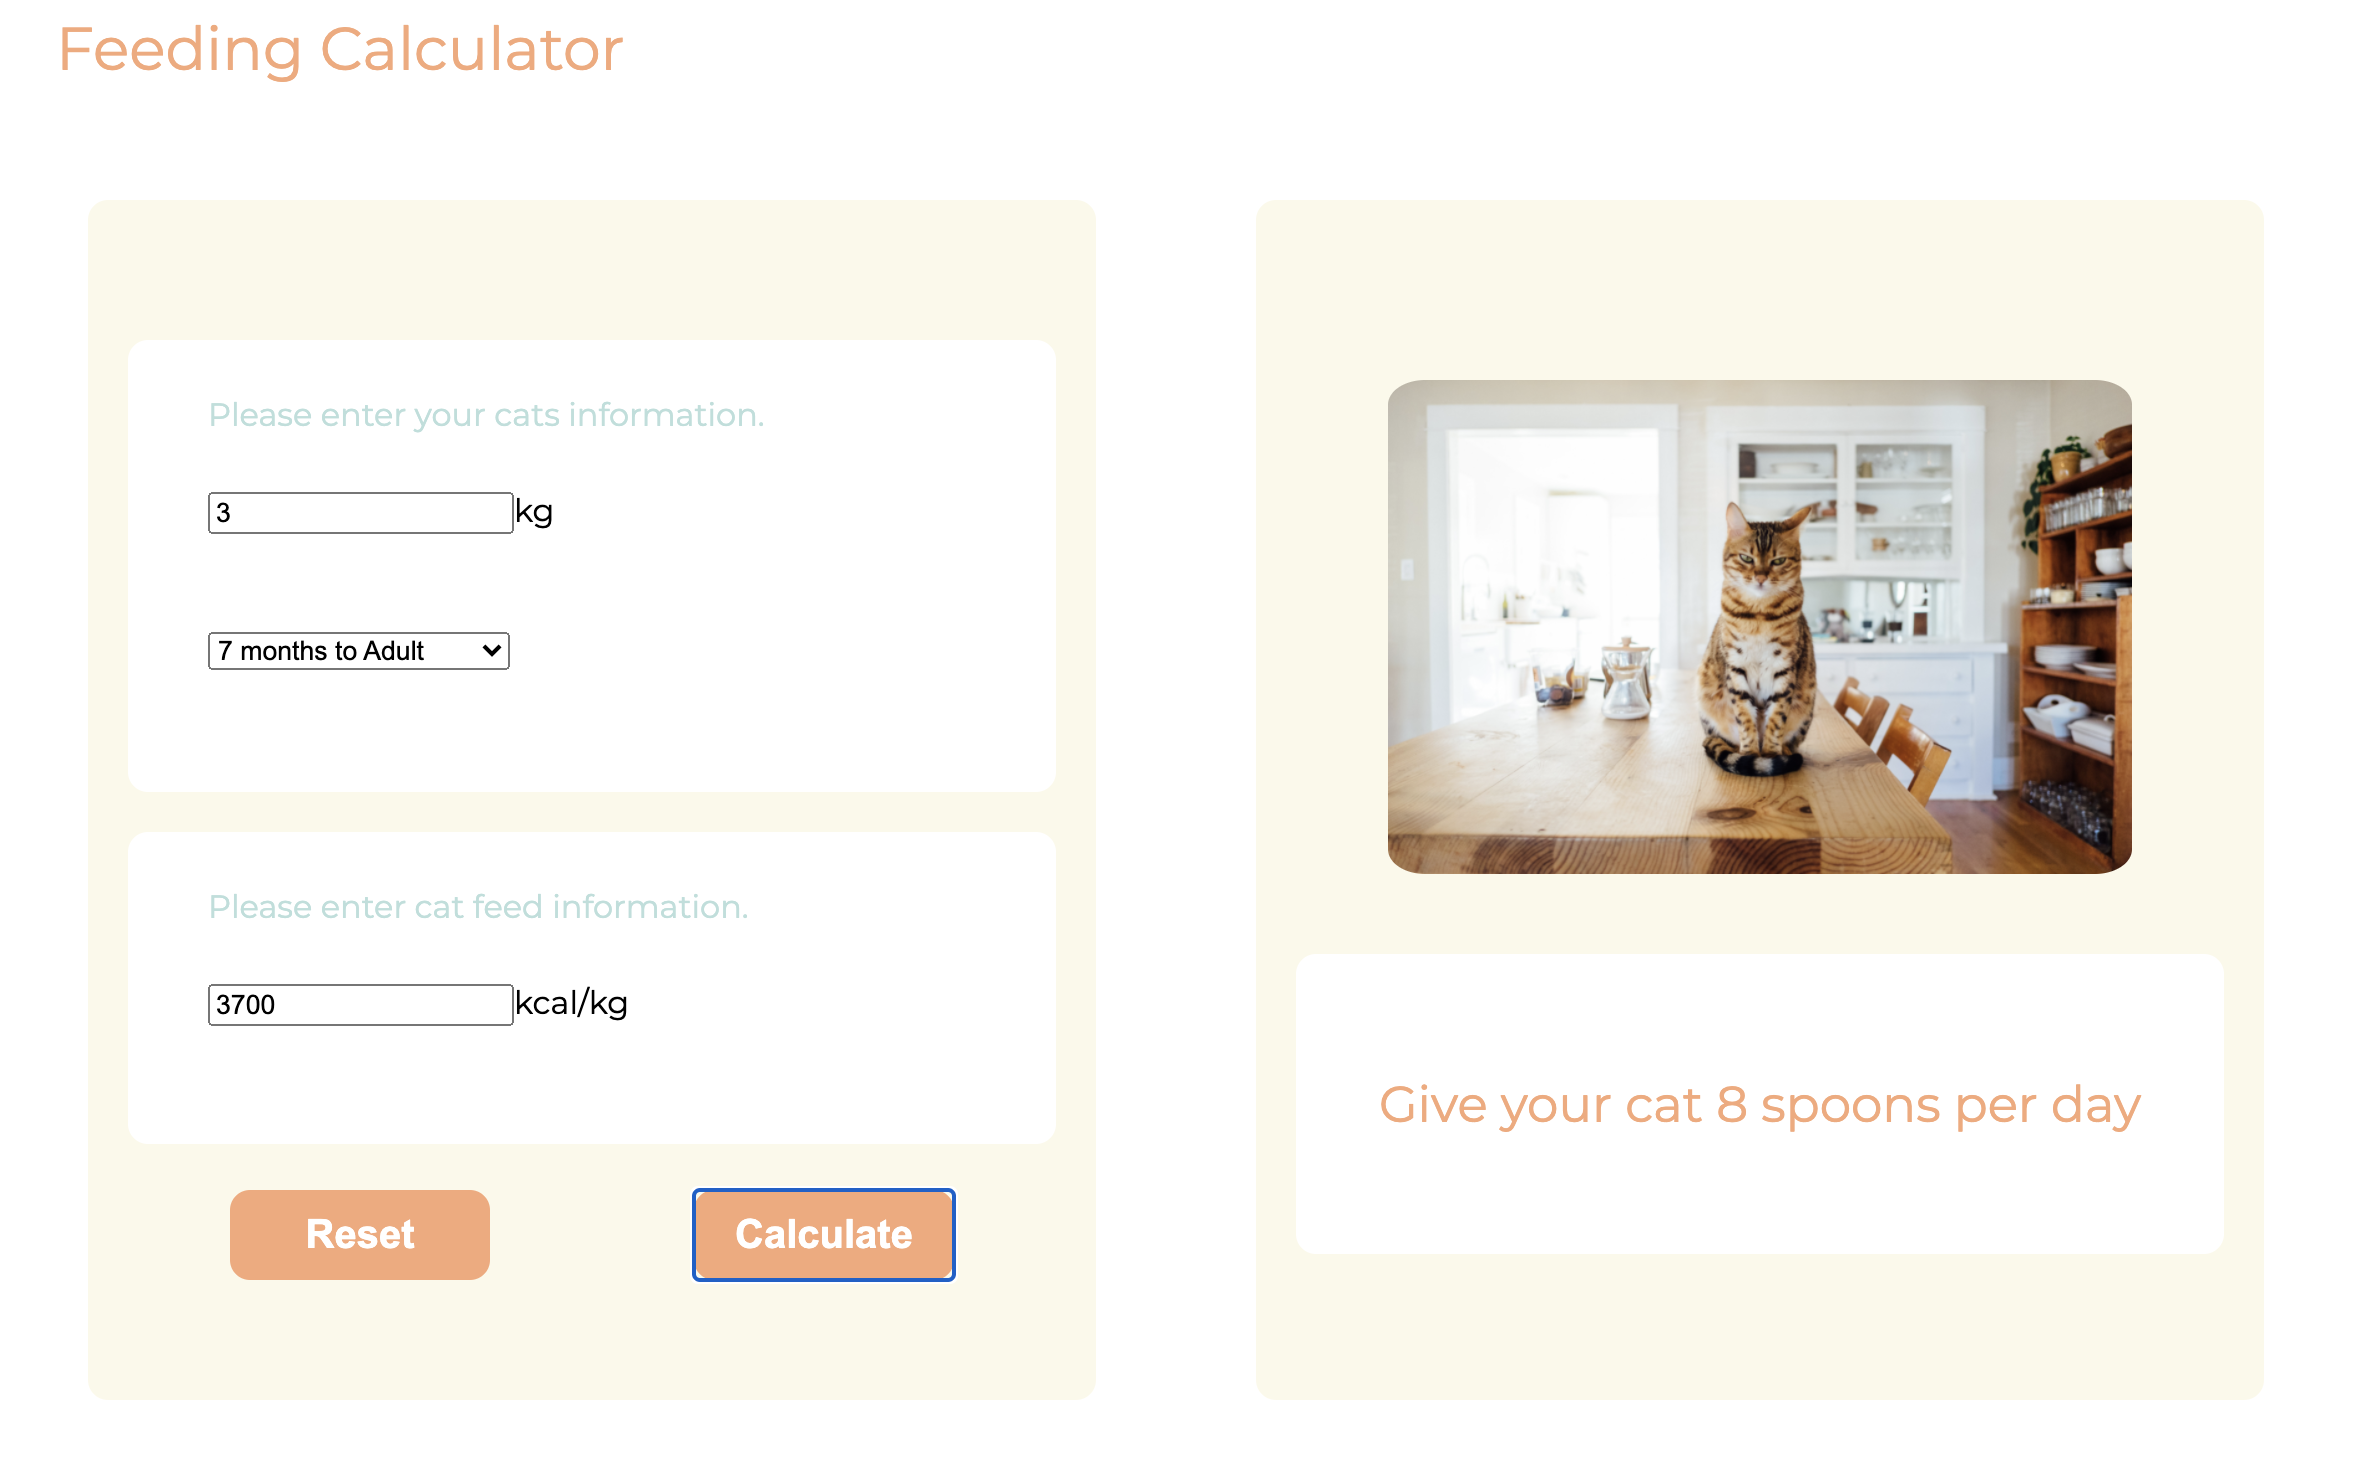 Feeding Calculator
Please enter your cats information.
3 kg
7 months to Adult
Please enter cat feed information.
3700 kcal/kg
Reset
Calculate
Give your cat 8 spoons per day